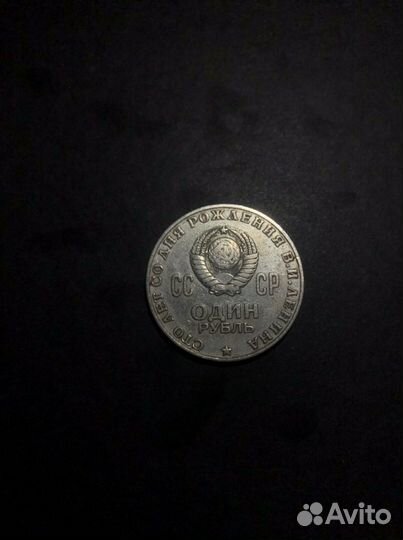 СТО ЛЕТ СО ДНЯ РОЖДЕНИЯ В.И.ЛЕНИНА
СС СР
ОДИН
РУБЛЬ
Avito